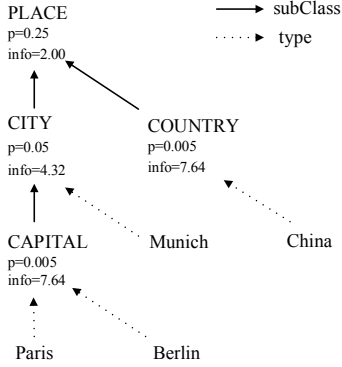 PLACE
p=0.25
info=2.00
subClass
type
CITY
p=0.05
info=4.32
COUNTRY
p=0.005
info=7.64
CAPITAL
p=0.005
info=7.64
Munich
China
Paris
Berlin